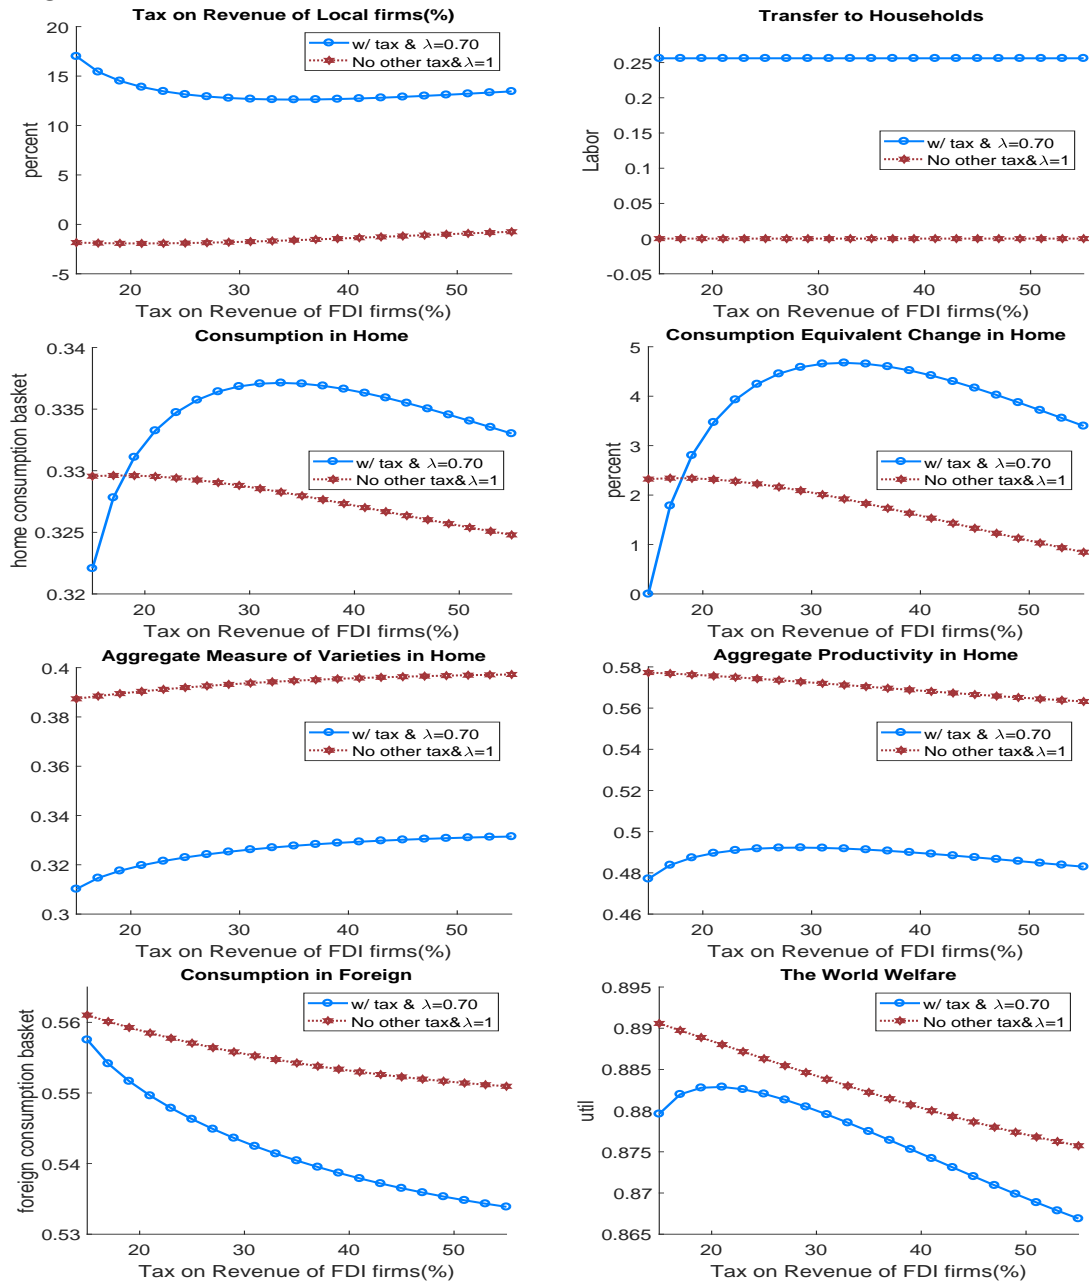 Tax on Revenue of Local firms(%)
20
15
10
5
0
-5
percent
w/ tax & λ=0.70
No other tax&λ=1
20 30 40 50
Tax on Revenue of FDI firms(%)
Transfer to Households
0.25
0.2
0.15
0.1
0.05
0
-0.05
Labor
w/ tax & λ=0.70
No other tax&λ=1
20 30 40 50
Tax on Revenue of FDI firms(%)
Consumption in Home
0.34
0.335
0.33
0.325
0.32
home consumption basket
w/ tax & λ=0.70
No other tax&λ=1
20 30 40 50
Tax on Revenue of FDI firms(%)
Consumption Equivalent Change in Home
5
4
3
2
1
0
percent
w/ tax & λ=0.70
No other tax&λ=1
20 30 40 50
Tax on Revenue of FDI firms(%)
Aggregate Measure of Varieties in Home
0.4
0.38
0.36
0.34
0.32
0.3
w/ tax & λ=0.70
No other tax&λ=1
20 30 40 50
Tax on Revenue of FDI firms(%)
Aggregate Productivity in Home
0.58
0.56
0.54
0.52
0.5
0.48
0.46
w/ tax & λ=0.70
No other tax&λ=1
20 30 40 50
Tax on Revenue of FDI firms(%)
Consumption in Foreign
0.56
0.55
0.54
0.53
foreign consumption basket
w/ tax & λ=0.70
No other tax&λ=1
20 30 40 50
Tax on Revenue of FDI firms(%)
The World Welfare
0.895
0.89
0.885
0.88
0.875
0.87
0.865
util
w/ tax & λ=0.70
No other tax&λ=1
20 30 40 50
Tax on Revenue of FDI firms(%)